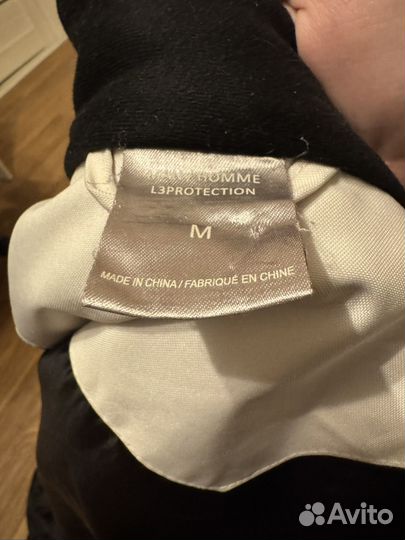 HOMME
L3PROTECTION
M
MADE IN CHINA / FABRIQUÉ EN CHINE
Avito